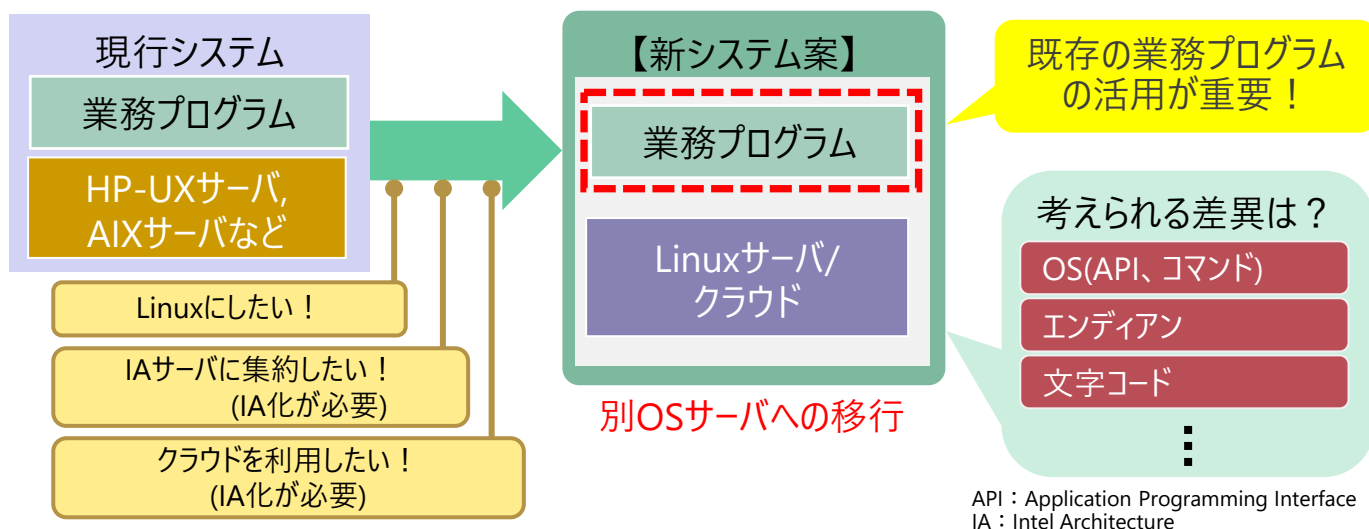 現行システム
業務プログラム
HP-UXサーバ,
AIXサーバなど
Linuxにしたい！
IAサーバに集約したい！
(IA化が必要)
クラウドを利用したい！
(IA化が必要)
【新システム案】
業務プログラム
Linuxサーバ/
クラウド
別OSサーバへの移行
既存の業務プログラム
の活用が重要！
考えられる差異は？
OS(API、コマンド)
エンディアン
文字コード
⋮
API：Application Programming Interface
IA：Intel Architecture